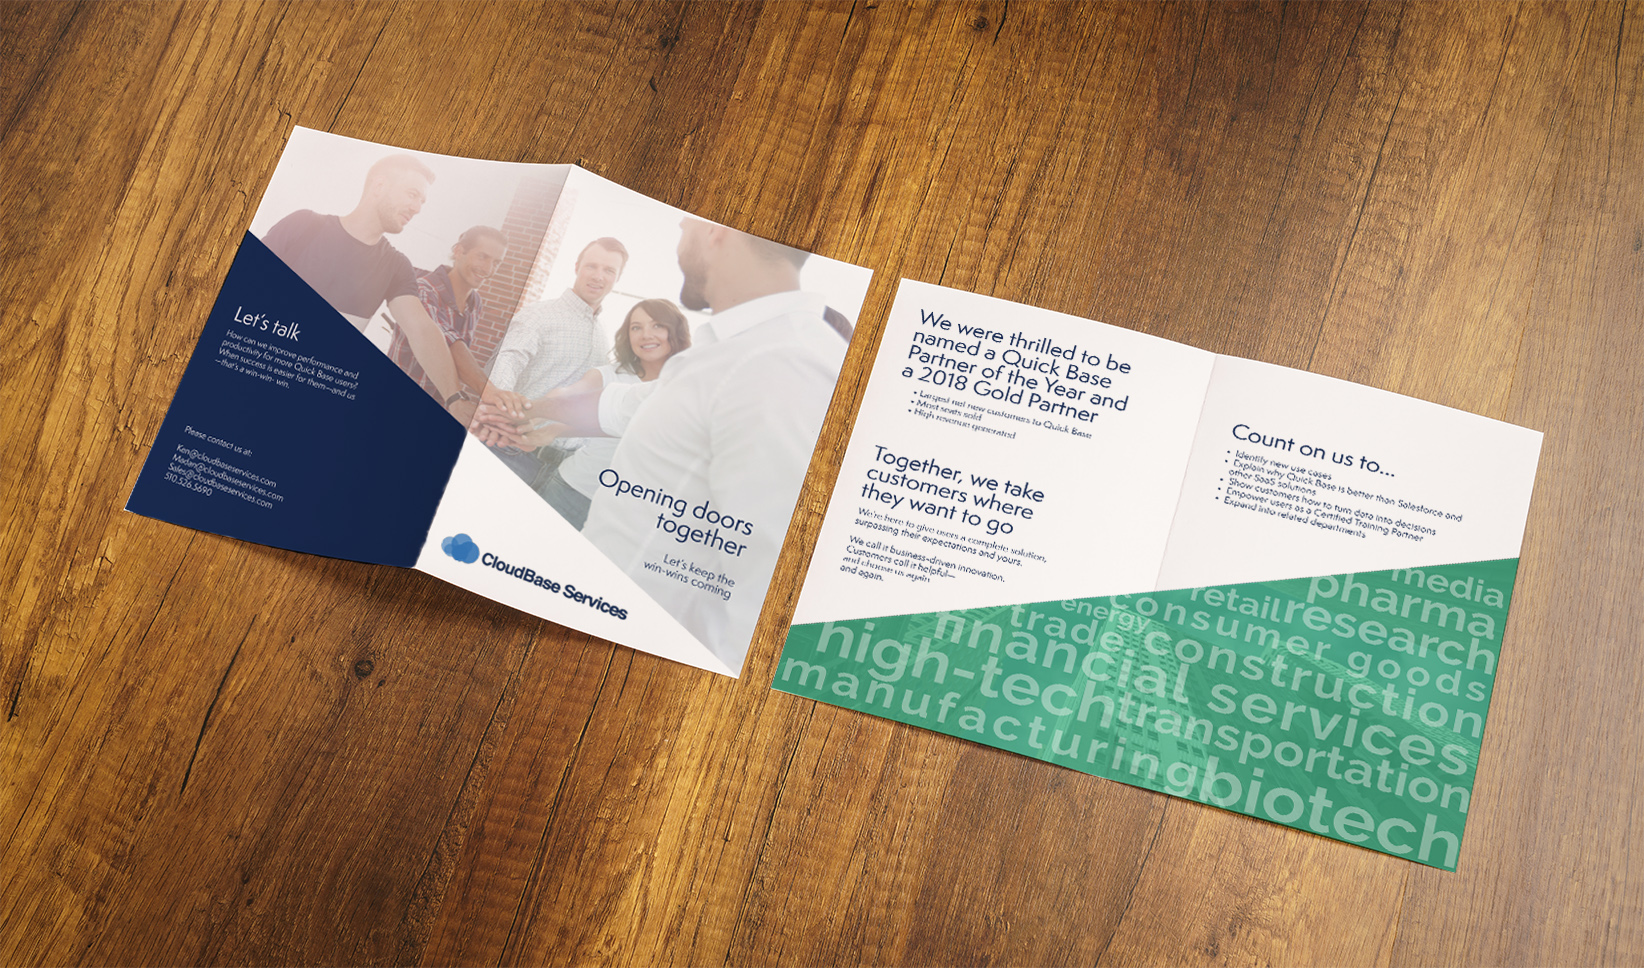 Let's talk
How can we improve performance and
productivity for more Quick Base users?
When success is easier for them—and us
—that's a win-win- win.
Please contact us at:
Ken@cloudbaseservices.com
Madan@cloudbaseservices.com
Sales@cloudbaseservices.com
510.526.5690
Opening doors
together
Let's keep the
win-wins coming
CloudBase Services
We were thrilled to be
named a Quick Base
Partner of the Year and
a 2018 Gold Partner
• Largest net new customers to Quick Base
• Most seats sold
• High revenue generated
Together, we take
customers where
they want to go
We're here to give users a complete solution,
surpassing their expectations and yours.
We call it business-driven innovation.
Customers call it helpful—
and choose us again
and again.
Count on us to...
• Identify new use cases
• Explain why Quick Base is better than Salesforce and
other SaaS solutions
• Show customers how to turn data into decisions
• Empower users as a Certified Training Partner
• Expand into related departments
media
pharma
retail research
energy consumer goods
trade construction
financial services
high-tech transportation
manufacturing biotech